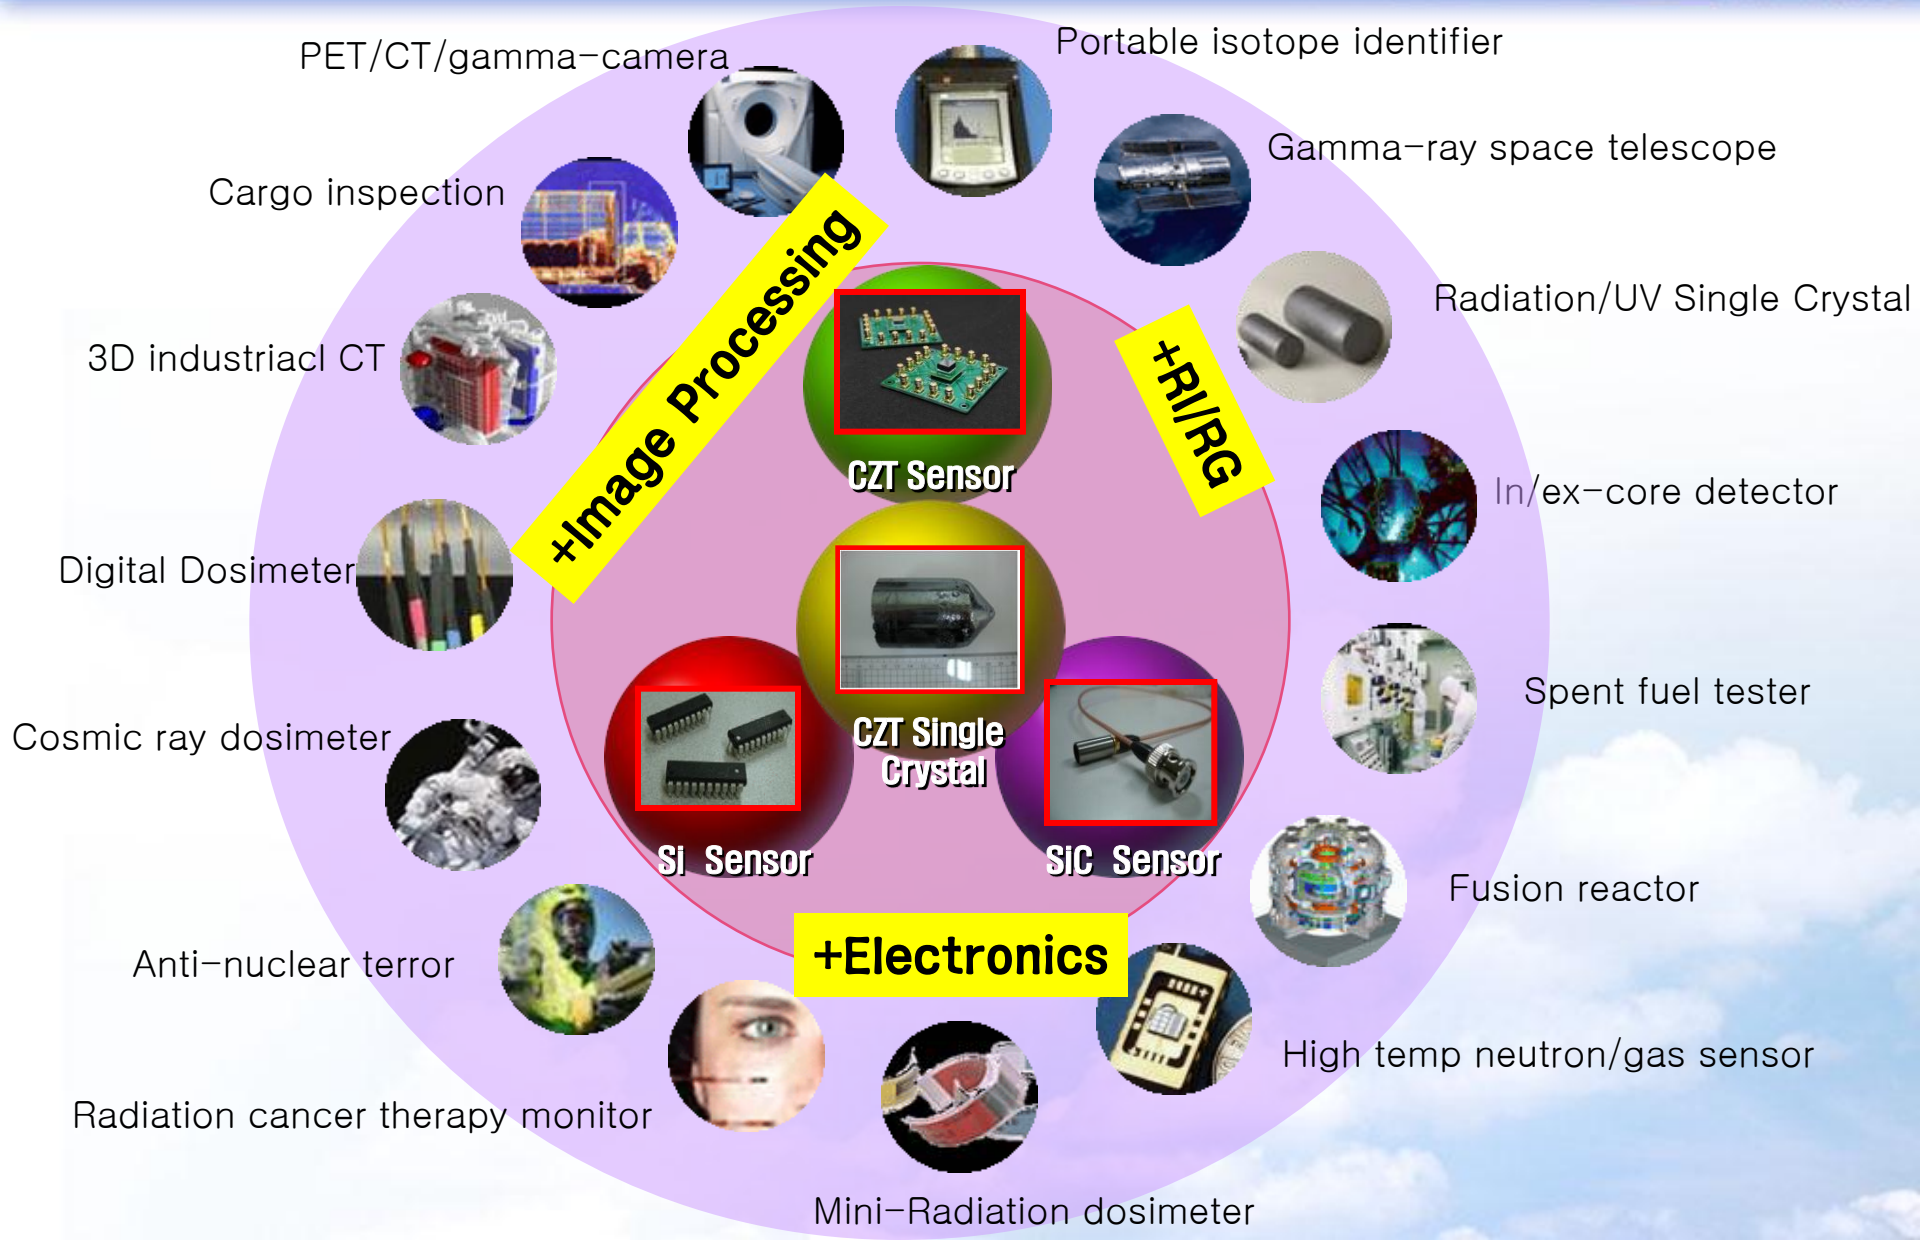 PET/CT/gamma-camera
Portable isotope identifier
Cargo inspection
Gamma-ray space telescope
3D industriacl CT
Radiation/UV Single Crystal
+Image Processing
+RI/RG
CZT Sensor
In/ex-core detector
Digital Dosimeter
Spent fuel tester
Cosmic ray dosimeter
CZT Single
Crystal
Si Sensor
SiC Sensor
Fusion reactor
Anti-nuclear terror
+Electronics
High temp neutron/gas sensor
Radiation cancer therapy monitor
Mini-Radiation dosimeter